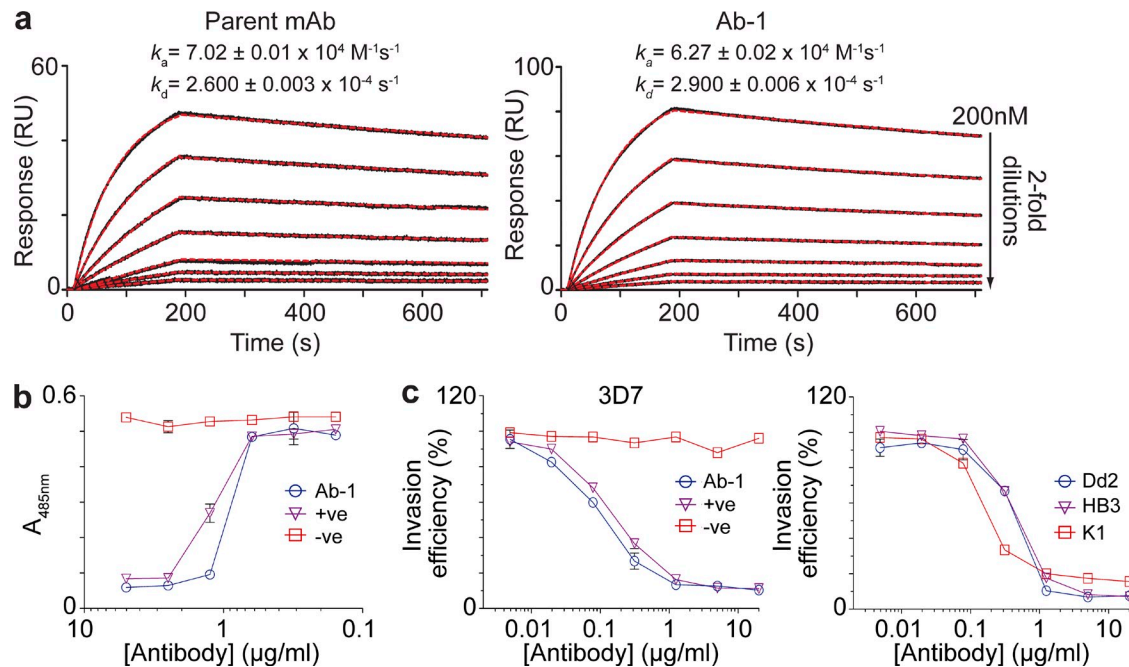 a
Parent mAb
kₐ = 7.02 ± 0.01 x 10⁴ M⁻¹s⁻¹
k_d = 2.600 ± 0.003 x 10⁻⁴ s⁻¹
60
0
Response (RU)
0 200 400 600
Time (s)
Ab-1
kₐ = 6.27 ± 0.02 x 10⁴ M⁻¹s⁻¹
k_d = 2.900 ± 0.006 x 10⁻⁴ s⁻¹
100
0
Response (RU)
0 200 400 600
Time (s)
200nM
2-fold
dilutions
b
0.6
0
A485nm
Ab-1
+ve
-ve
10 1 0.1
[Antibody] (µg/ml)
c
3D7
120
0
Invasion
efficiency (%)
Ab-1
+ve
-ve
0.01 0.1 1 10
[Antibody] (µg/ml)
120
0
Invasion
efficiency (%)
Dd2
HB3
K1
0.01 0.1 1 10
[Antibody] (µg/ml)